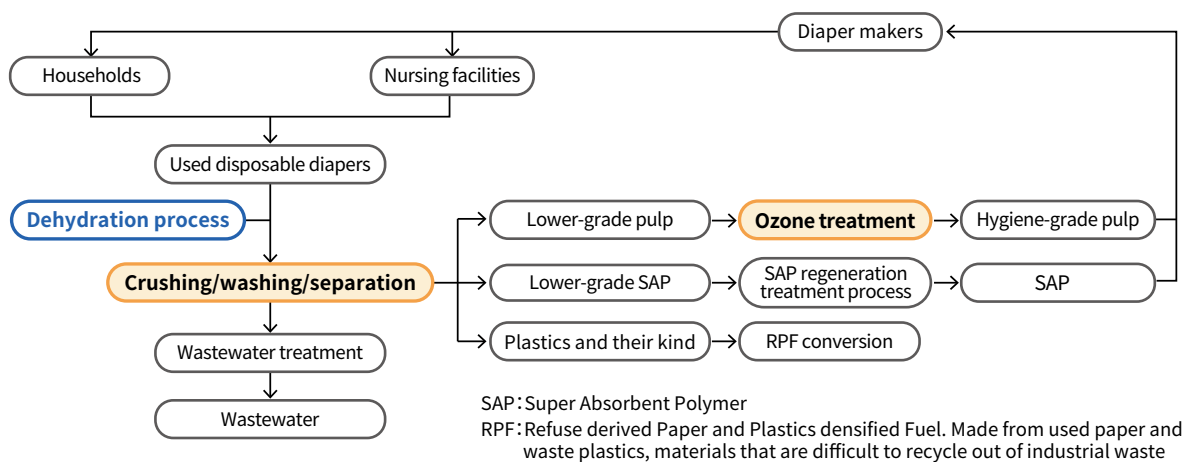 Diaper makers
Households
Nursing facilities
Used disposable diapers
Dehydration process
Lower-grade pulp
Ozone treatment
Hygiene-grade pulp
Crushing/washing/separation
Lower-grade SAP
SAP regeneration
treatment process
SAP
Wastewater treatment
Plastics and their kind
RPF conversion
Wastewater
SAP：Super Absorbent Polymer
RPF：Refuse derived Paper and Plastics densified Fuel. Made from used paper and
waste plastics, materials that are difficult to recycle out of industrial waste